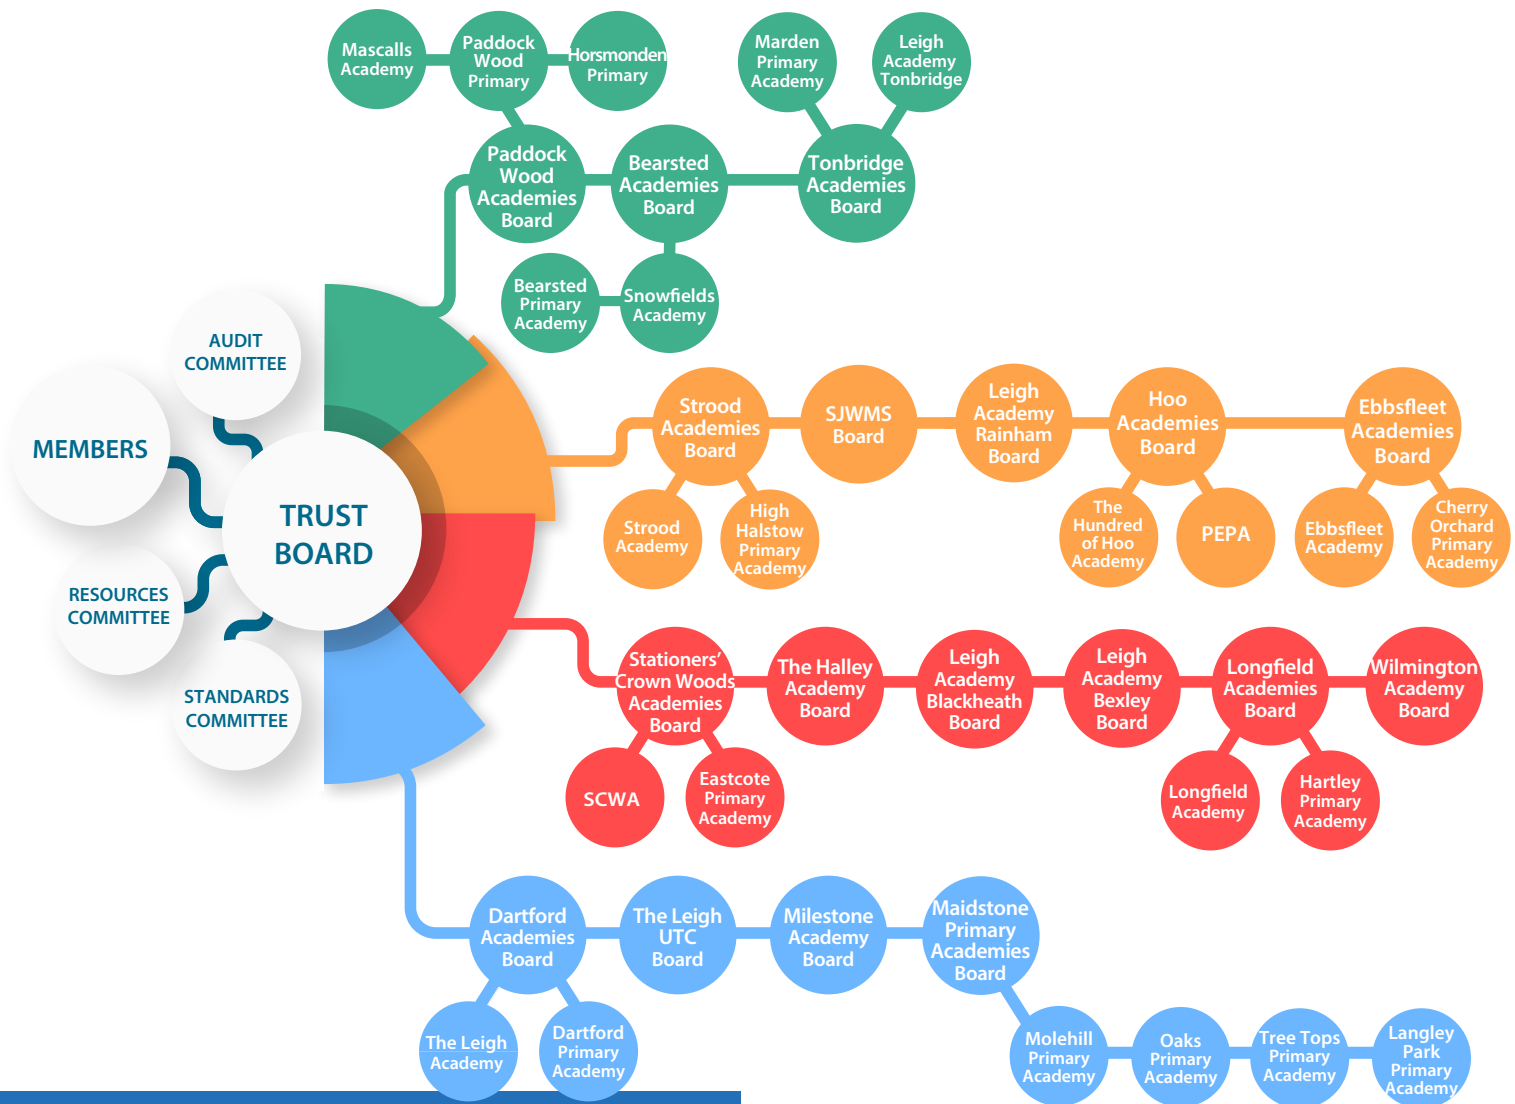 Mascalls
Academy
Paddock
Wood
Primary
Horsmonden
Primary
Marden
Primary
Academy
Leigh
Academy
Tonbridge
Paddock
Wood
Academies
Board
Bearsted
Academies
Board
Tonbridge
Academies
Board
Bearsted
Primary
Academy
Snowfields
Academy
AUDIT
COMMITTEE
MEMBERS
TRUST
BOARD
RESOURCES
COMMITTEE
STANDARDS
COMMITTEE
Strood
Academies
Board
SJWMS
Board
Leigh
Academy
Rainham
Board
Hoo
Academies
Board
Ebbsfleet
Academies
Board
Strood
Academy
High
Halstow
Primary
Academy
The
Hundred
of Hoo
Academy
PEPA
Ebbsfleet
Academy
Cherry
Orchard
Primary
Academy
Stationers'
Crown Woods
Academies
Board
The Halley
Academy
Board
Leigh
Academy
Blackheath
Board
Leigh
Academy
Bexley
Board
Longfield
Academies
Board
Wilmington
Academy
Board
SCWA
Eastcote
Primary
Academy
Longfield
Academy
Hartley
Primary
Academy
Dartford
Academies
Board
The Leigh
UTC
Board
Milestone
Academy
Board
Maidstone
Primary
Academies
Board
The Leigh
Academy
Dartford
Primary
Academy
Molehill
Primary
Academy
Oaks
Primary
Academy
Tree Tops
Primary
Academy
Langley
Park
Primary
Academy